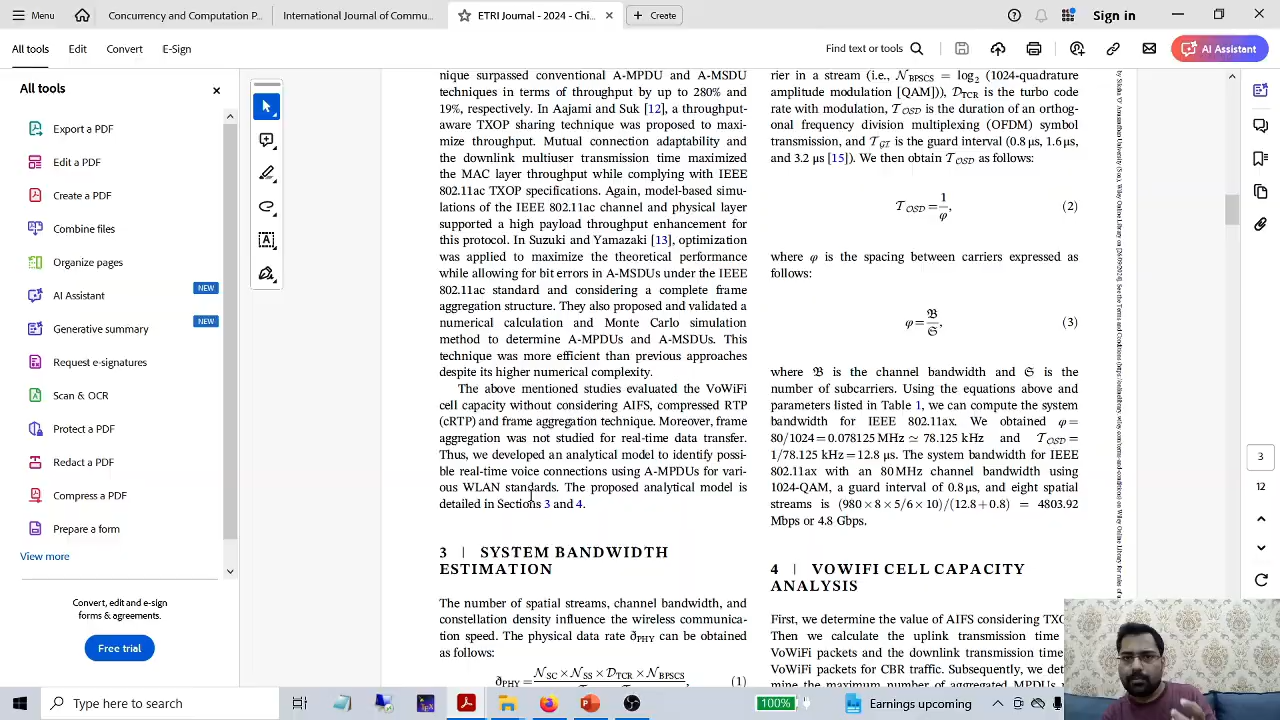 Menu
Concurrency and Computation P...
International Journal of Commu...
ETRI Journal - 2024 - Chi...
Create
Sign in
All tools
Edit
Convert
E-Sign
Find text or tools
AI Assistant
All tools
Export a PDF
Edit a PDF
Create a PDF
Combine files
Organize pages
AI Assistant
NEW
Generative summary
NEW
Request e-signatures
Scan & OCR
Protect a PDF
Redact a PDF
Compress a PDF
Prepare a form
View more
Convert, edit and e-sign
forms & agreements.
Free trial
nique surpassed conventional A-MPDU and A-MSDU
techniques in terms of throughput by up to 280% and
19%, respectively. In Aajami and Suk [12], a throughput-
aware TXOP sharing technique was proposed to maxi-
mize throughput. Mutual connection adaptability and
the downlink multiuser transmission time maximized
the MAC layer throughput while complying with IEEE
802.11ac TXOP specifications. Again, model-based simu-
lations of the IEEE 802.11ac channel and physical layer
supported a high payload throughput enhancement for
this protocol. In Suzuki and Yamazaki [13], optimization
was applied to maximize the theoretical performance
while allowing for bit errors in A-MSDUs under the IEEE
802.11ac standard and considering a complete frame
aggregation structure. They also proposed and validated a
numerical calculation and Monte Carlo simulation
method to determine A-MPDUs and A-MSDUs. This
technique was more efficient than previous approaches
despite its higher numerical complexity.
The above mentioned studies evaluated the VoWiFi
cell capacity without considering AIFS, compressed RTP
(cRTP) and frame aggregation technique. Moreover, frame
aggregation was not studied for real-time data transfer.
Thus, we developed an analytical model to identify possi-
ble real-time voice connections using A-MPDUs for vari-
ous WLAN standards. The proposed analytical model is
detailed in Sections 3 and 4.
3 | SYSTEM BANDWIDTH
ESTIMATION
The number of spatial streams, channel bandwidth, and
constellation density influence the wireless communica-
tion speed. The physical data rate ðPHY can be obtained
as follows:
ðPHY = 𝒩SC × 𝒩SS × 𝒟TCR × 𝒩BPSCS (1)
rier in a stream (i.e., 𝒩BPSCS = log2 (1024-quadrature
amplitude modulation [QAM])), 𝒟TCR is the turbo code
rate with modulation, 𝒯OSD is the duration of an orthog-
onal frequency division multiplexing (OFDM) symbol
transmission, and 𝒯GI is the guard interval (0.8 μs, 1.6 μs,
and 3.2 μs [15]). We then obtain 𝒯OSD as follows:
𝒯OSD = 1/φ, (2)
where φ is the spacing between carriers expressed as
follows:
φ = 𝔅/𝔖, (3)
where 𝔅 is the channel bandwidth and 𝔖 is the
number of subcarriers. Using the equations above and
parameters listed in Table 1, we can compute the system
bandwidth for IEEE 802.11ax. We obtained φ =
80/1024 = 0.078125 MHz ≃ 78.125 kHz and 𝒯OSD =
1/78.125 kHz = 12.8 μs. The system bandwidth for IEEE
802.11ax with an 80 MHz channel bandwidth using
1024-QAM, a guard interval of 0.8 μs, and eight spatial
streams is (980 × 8 × 5/6 × 10)/(12.8 + 0.8) = 4803.92
Mbps or 4.8 Gbps.
4 | VOWIFI CELL CAPACITY
ANALYSIS
First, we determine the value of AIFS considering TXO
Then we calculate the uplink transmission time
VoWiFi packets and the downlink transmission time
VoWiFi packets for CBR traffic. Subsequently, we det
mine the maximum number of aggregated MPDUs
3
12
Type here to search
100%
Earnings upcoming